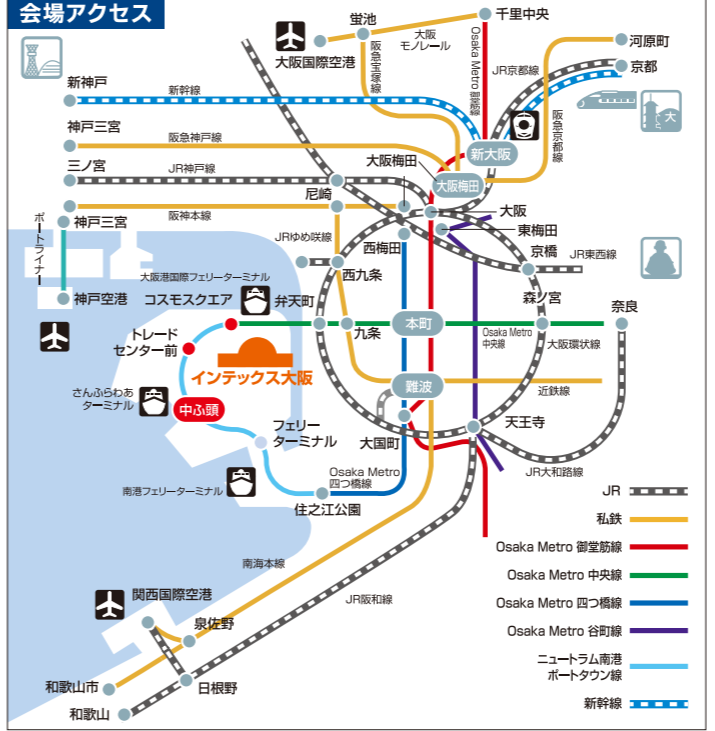 会場アクセス
蛍池
千里中央
大阪
モノレール
大阪国際空港
阪急宝塚線
Osaka Metro 御堂筋線
河原町
JR京都線
京都
新神戸
新幹線
阪急京都線
大
神戸三宮
阪急神戸線
新大阪
大阪梅田
三ノ宮
JR神戸線
大阪梅田
尼崎
阪神本線
大阪
神戸三宮
東梅田
ポートライナー
JRゆめ咲線
西梅田
京橋
JR東西線
大阪港国際フェリーターミナル
西九条
神戸空港
コスモスクエア
弁天町
森ノ宮
奈良
トレード
センター前
九条
本町
Osaka Metro
中央線
大阪環状線
インテックス大阪
難波
近鉄線
さんふらわあ
ターミナル
中ふ頭
フェリー
ターミナル
大国町
天王寺
Osaka Metro
四つ橋線
JR大和路線
南港フェリーターミナル
住之江公園
JR
私鉄
Osaka Metro 御堂筋線
南海本線
Osaka Metro 中央線
関西国際空港
JR阪和線
Osaka Metro 四つ橋線
泉佐野
Osaka Metro 谷町線
ニュートラム南港
ポートタウン線
和歌山市
日根野
新幹線
和歌山